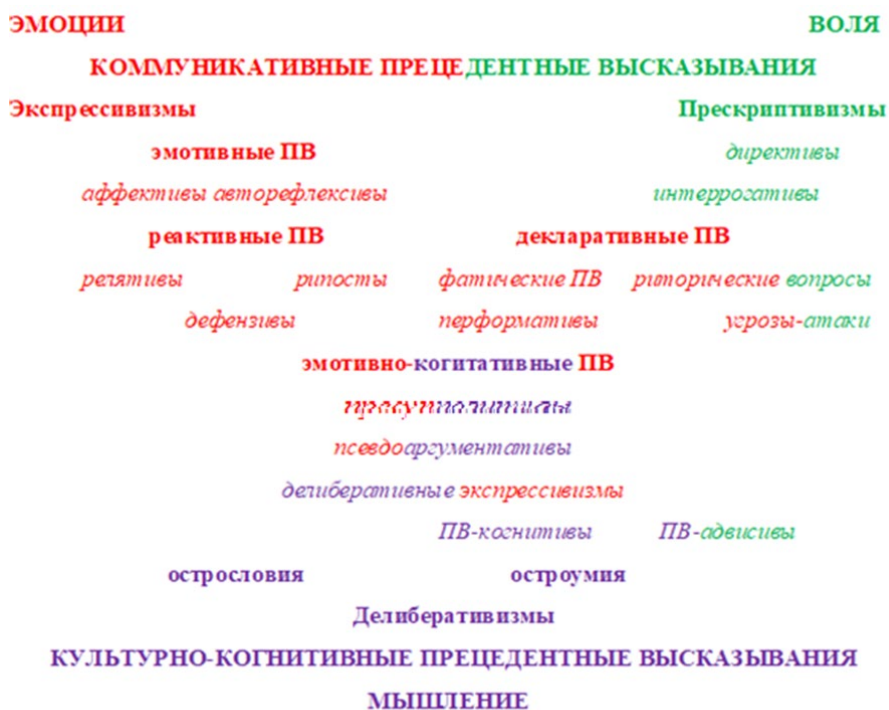 ЭМОЦИИ ВОЛЯ
КОММУНИКАТИВНЫЕ ПРЕЦЕДЕНТНЫЕ ВЫСКАЗЫВАНИЯ
Экспрессивизмы Прескриптивизмы
эмотивные ПВ директивы
аффективы авторефлексивы интеррогативы
реактивные ПВ декларативные ПВ
релятивы рипосты фатические ПВ риторические вопросы
дефензивы перформативы угрозы-атаки
эмотивно-когитативные ПВ
псевдоаргументативы
делиберативные экспрессивизмы
ПВ-когнитивы ПВ-адвисивы
острословия остроумия
Делиберативизмы
КУЛЬТУРНО-КОГНИТИВНЫЕ ПРЕЦЕДЕНТНЫЕ ВЫСКАЗЫВАНИЯ
МЫШЛЕНИЕ